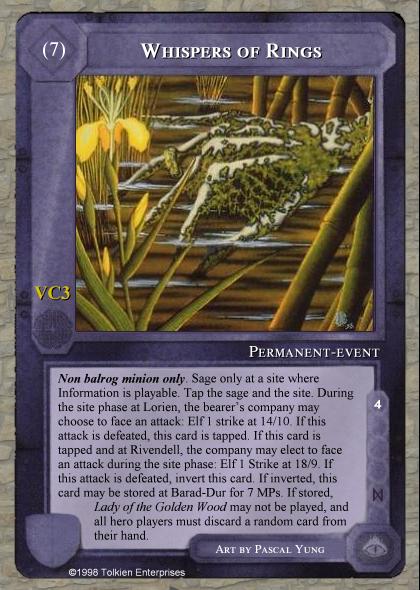 (7)
WHISPERS OF RINGS
VC3
PERMANENT-EVENT
Non balrog minion only. Sage only at a site where
Information is playable. Tap the sage and the site. During
the site phase at Lorien, the bearer's company may
choose to face an attack: Elf 1 strike at 14/10. If this
attack is defeated, this card is tapped. If this card is
tapped and at Rivendell, the company may elect to face
an attack during the site phase: Elf 1 Strike at 18/9. If
this attack is defeated, invert this card. If inverted, this
card may be stored at Barad-Dur for 7 MPs. If stored,
Lady of the Golden Wood may not be played, and
all hero players must discard a random card from
their hand.
4
ART BY PASCAL YUNG
©1998 Tolkien Enterprises